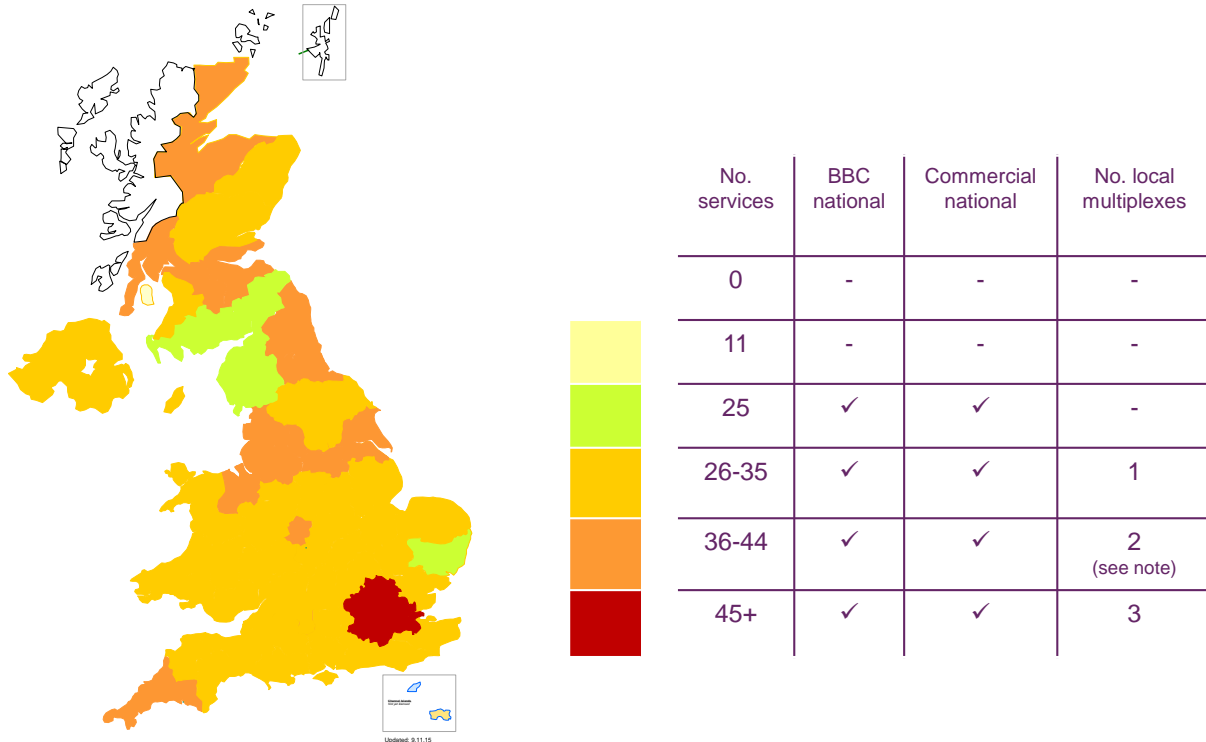 No. services
BBC national
Commercial national
No. local multiplexes
0 - - -
11 - - -
25 ✓ ✓ -
26-35 ✓ ✓ 1
36-44 ✓ ✓ 2
(see note)
45+ ✓ ✓ 3
Updated: 9.11.15